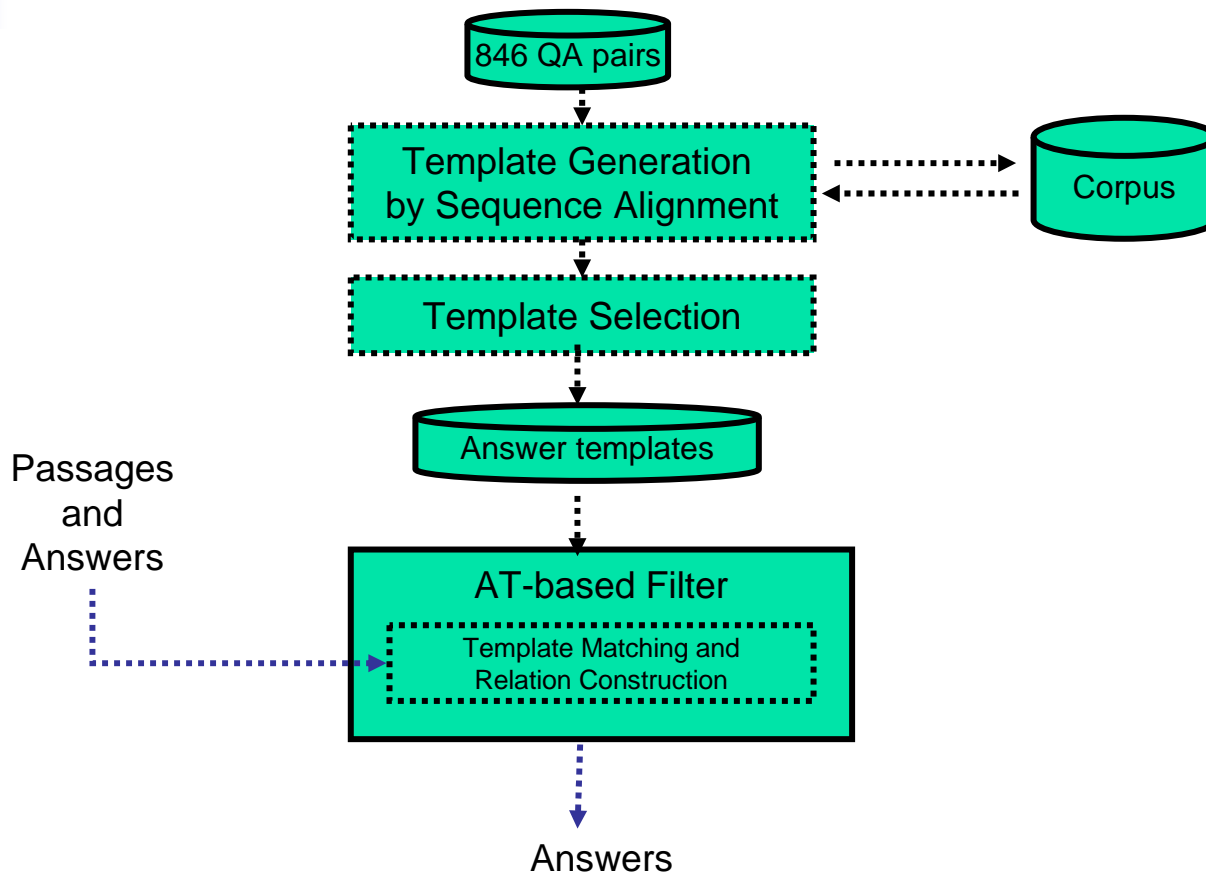 846 QA pairs
Template Generation
by Sequence Alignment
Corpus
Template Selection
Answer templates
Passages
and
Answers
AT-based Filter
Template Matching and
Relation Construction
Answers